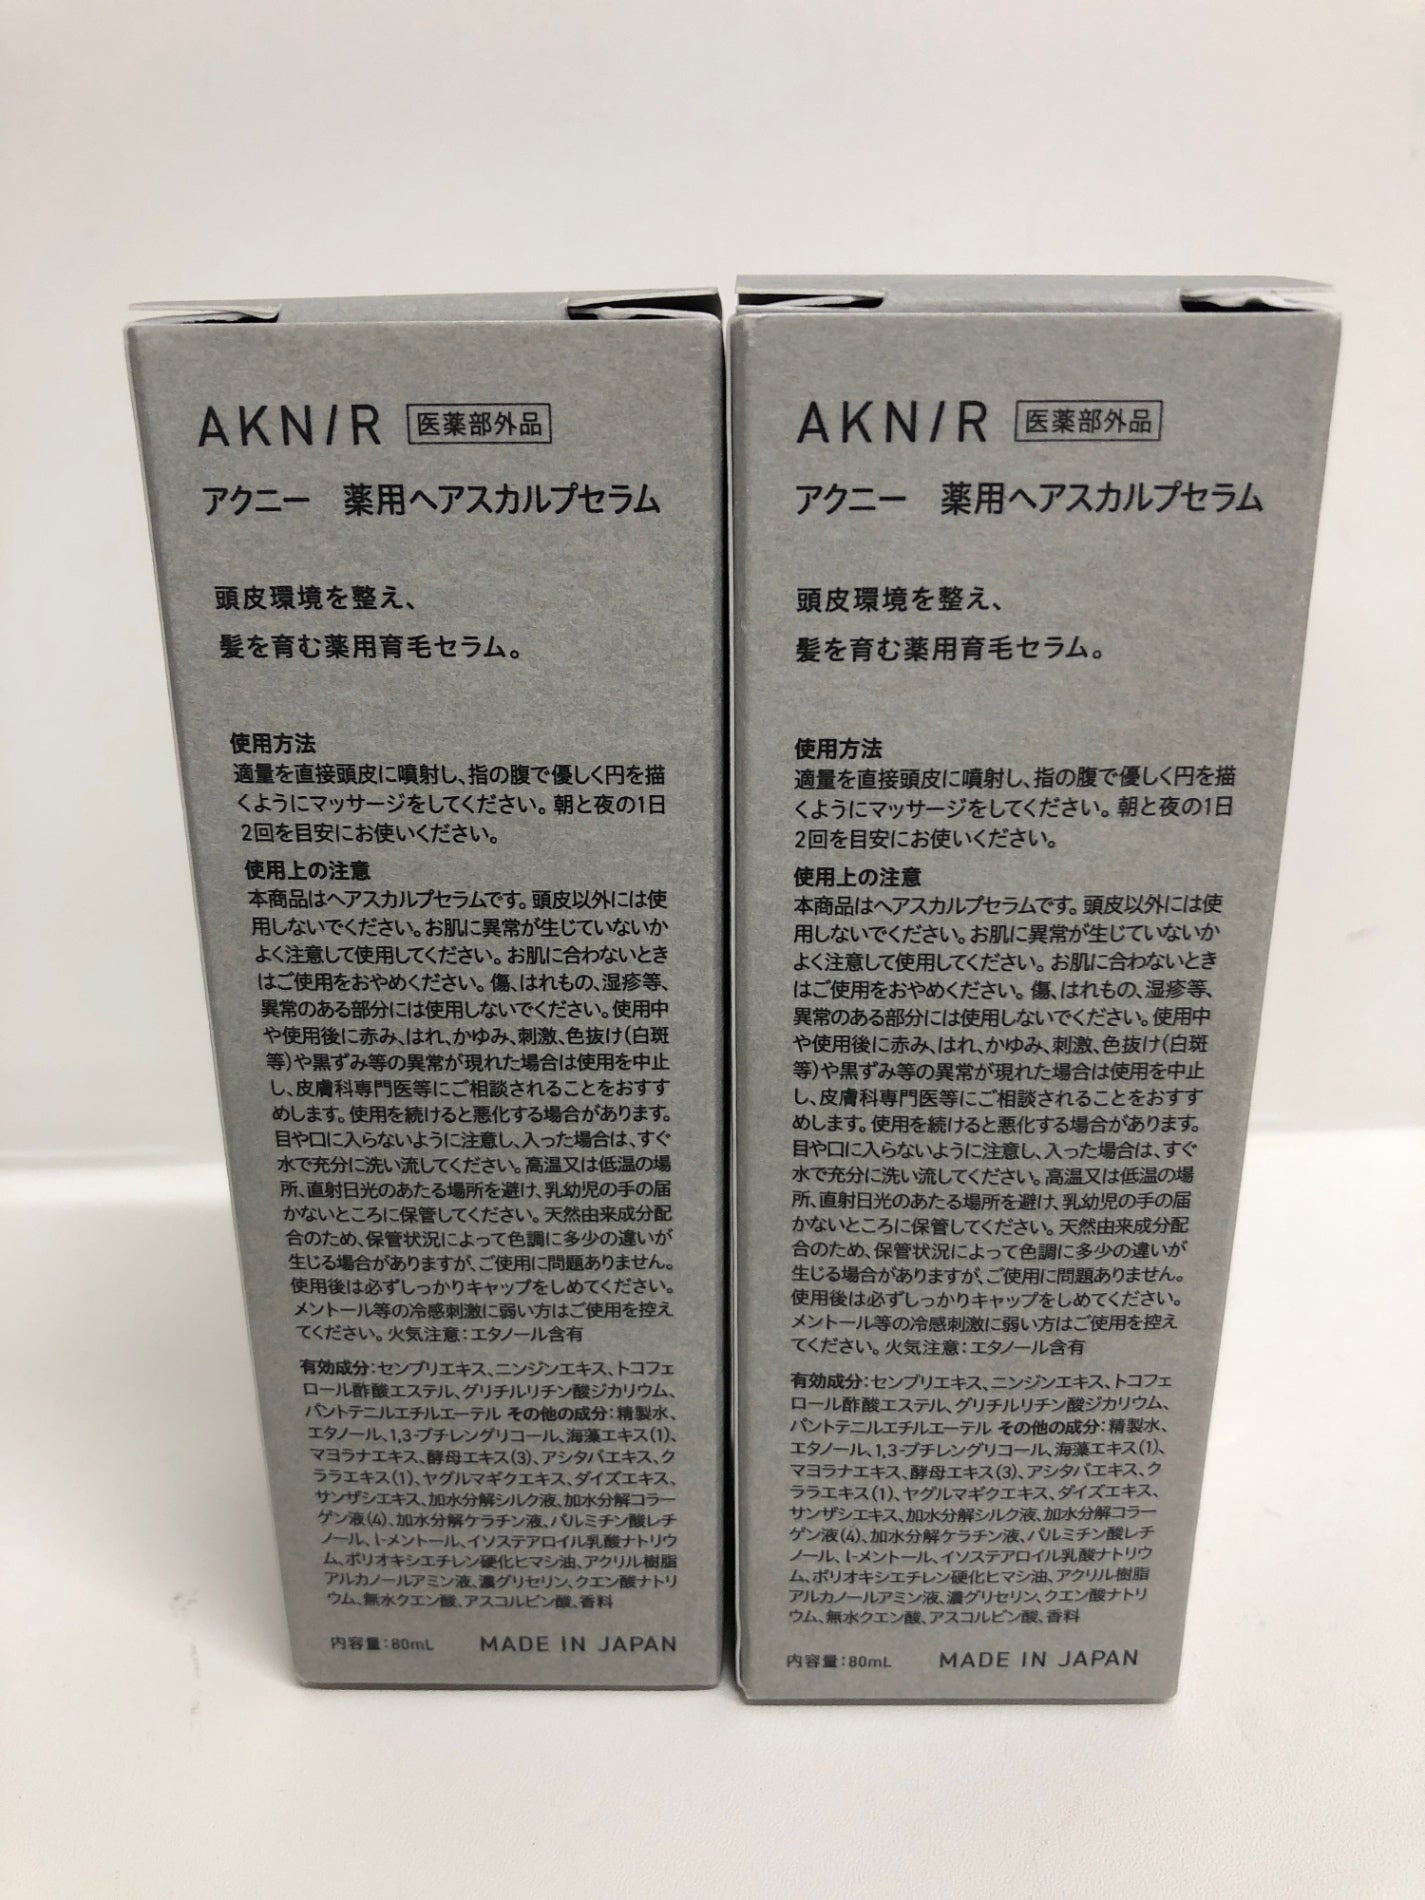 AKNIR 医薬部外品
アクニー 薬用ヘアスカルプセラム
頭皮環境を整え、
髪を育む薬用育毛セラム。
使用方法
適量を直接頭皮に噴射し、指の腹で優しく円を描
くようにマッサージをしてください。朝と夜の1日
2回を目安にお使いください。
使用上の注意
本商品はヘアスカルプセラムです。頭皮以外には使
用しないでください。お肌に異常が生じていないか
よく注意して使用してください。お肌に合わないとき
はご使用をおやめください。傷、はれもの、湿疹等、
異常のある部分には使用しないでください。使用中
や使用後に赤み、はれ、かゆみ、刺激、色抜け(白斑
等)や黒ずみ等の異常が現れた場合は使用を中止
し、皮膚科専門医等にご相談されることをおすす
めします。使用を続けると悪化する場合があります。
目や口に入らないように注意し、入った場合は、すぐ
水で充分に洗い流してください。高温又は低温の場
所、直射日光のあたる場所を避け、乳幼児の手の届
かないところに保管してください。天然由来成分配
合のため、保管状況によって色調に多少の違いが
生じる場合がありますが、ご使用に問題ありません。
使用後は必ずしっかりキャップをしめてください。
メントール等の冷感刺激に弱い方はご使用を控え
てください。火気注意：エタノール含有
有効成分：センブリエキス、ニンジンエキス、トコフェ
ロール酢酸エステル、グリチルリチン酸ジカリウム、
パントテニルエチルエーテル その他の成分：精製水、
エタノール、1,3-ブチレングリコール、海藻エキス(1)、
マヨラナエキス、酵母エキス(3)、アシタバエキス、ク
ララエキス(1)、ヤグルマギクエキス、ダイズエキス、
サンザシエキス、加水分解シルク液、加水分解コラー
ゲン液(4)、加水分解ケラチン液、パルミチン酸レチ
ノール、l-メントール、イソステアロイル乳酸ナトリウ
ム、ポリオキシエチレン硬化ヒマシ油、アクリル樹脂
アルカノールアミン液、濃グリセリン、クエン酸ナトリ
ウム、無水クエン酸、アスコルビン酸、香料
内容量：80mL MADE IN JAPAN
AKNIR 医薬部外品
アクニー 薬用ヘアスカルプセラム
頭皮環境を整え、
髪を育む薬用育毛セラム。
使用方法
適量を直接頭皮に噴射し、指の腹で優しく円を描
くようにマッサージをしてください。朝と夜の1日
2回を目安にお使いください。
使用上の注意
本商品はヘアスカルプセラムです。頭皮以外には使
用しないでください。お肌に異常が生じていないか
よく注意して使用してください。お肌に合わないとき
はご使用をおやめください。傷、はれもの、湿疹等、
異常のある部分には使用しないでください。使用中
や使用後に赤み、はれ、かゆみ、刺激、色抜け(白斑
等)や黒ずみ等の異常が現れた場合は使用を中止
し、皮膚科専門医等にご相談されることをおすす
めします。使用を続けると悪化する場合があります。
目や口に入らないように注意し、入った場合は、すぐ
水で充分に洗い流してください。高温又は低温の場
所、直射日光のあたる場所を避け、乳幼児の手の届
かないところに保管してください。天然由来成分配
合のため、保管状況によって色調に多少の違いが
生じる場合がありますが、ご使用に問題ありません。
使用後は必ずしっかりキャップをしめてください。
メントール等の冷感刺激に弱い方はご使用を控え
てください。火気注意：エタノール含有
有効成分：センブリエキス、ニンジンエキス、トコフェ
ロール酢酸エステル、グリチルリチン酸ジカリウム、
パントテニルエチルエーテル その他の成分：精製水、
エタノール、1,3-ブチレングリコール、海藻エキス(1)、
マヨラナエキス、酵母エキス(3)、アシタバエキス、ク
ララエキス(1)、ヤグルマギクエキス、ダイズエキス、
サンザシエキス、加水分解シルク液、加水分解コラー
ゲン液(4)、加水分解ケラチン液、パルミチン酸レチ
ノール、l-メントール、イソステアロイル乳酸ナトリウ
ム、ポリオキシエチレン硬化ヒマシ油、アクリル樹脂
アルカノールアミン液、濃グリセリン、クエン酸ナトリ
ウム、無水クエン酸、アスコルビン酸、香料
内容量：80mL MADE IN JAPAN